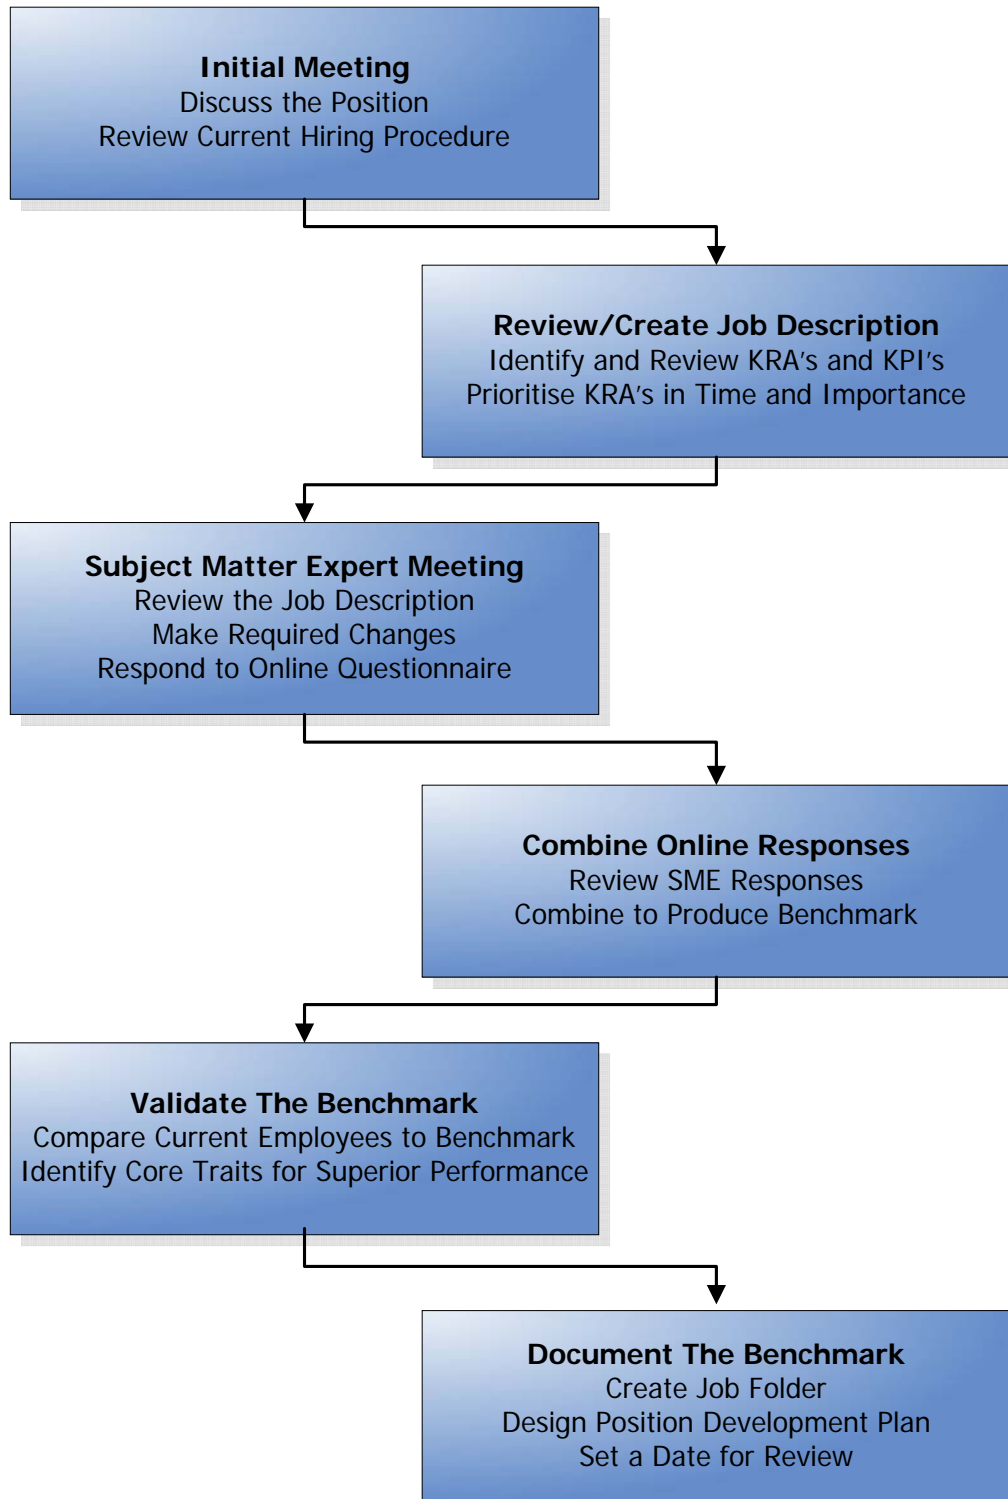 Initial Meeting
Discuss the Position
Review Current Hiring Procedure
Review/Create Job Description
Identify and Review KRA's and KPI's
Prioritise KRA's in Time and Importance
Subject Matter Expert Meeting
Review the Job Description
Make Required Changes
Respond to Online Questionnaire
Combine Online Responses
Review SME Responses
Combine to Produce Benchmark
Validate The Benchmark
Compare Current Employees to Benchmark
Identify Core Traits for Superior Performance
Document The Benchmark
Create Job Folder
Design Position Development Plan
Set a Date for Review